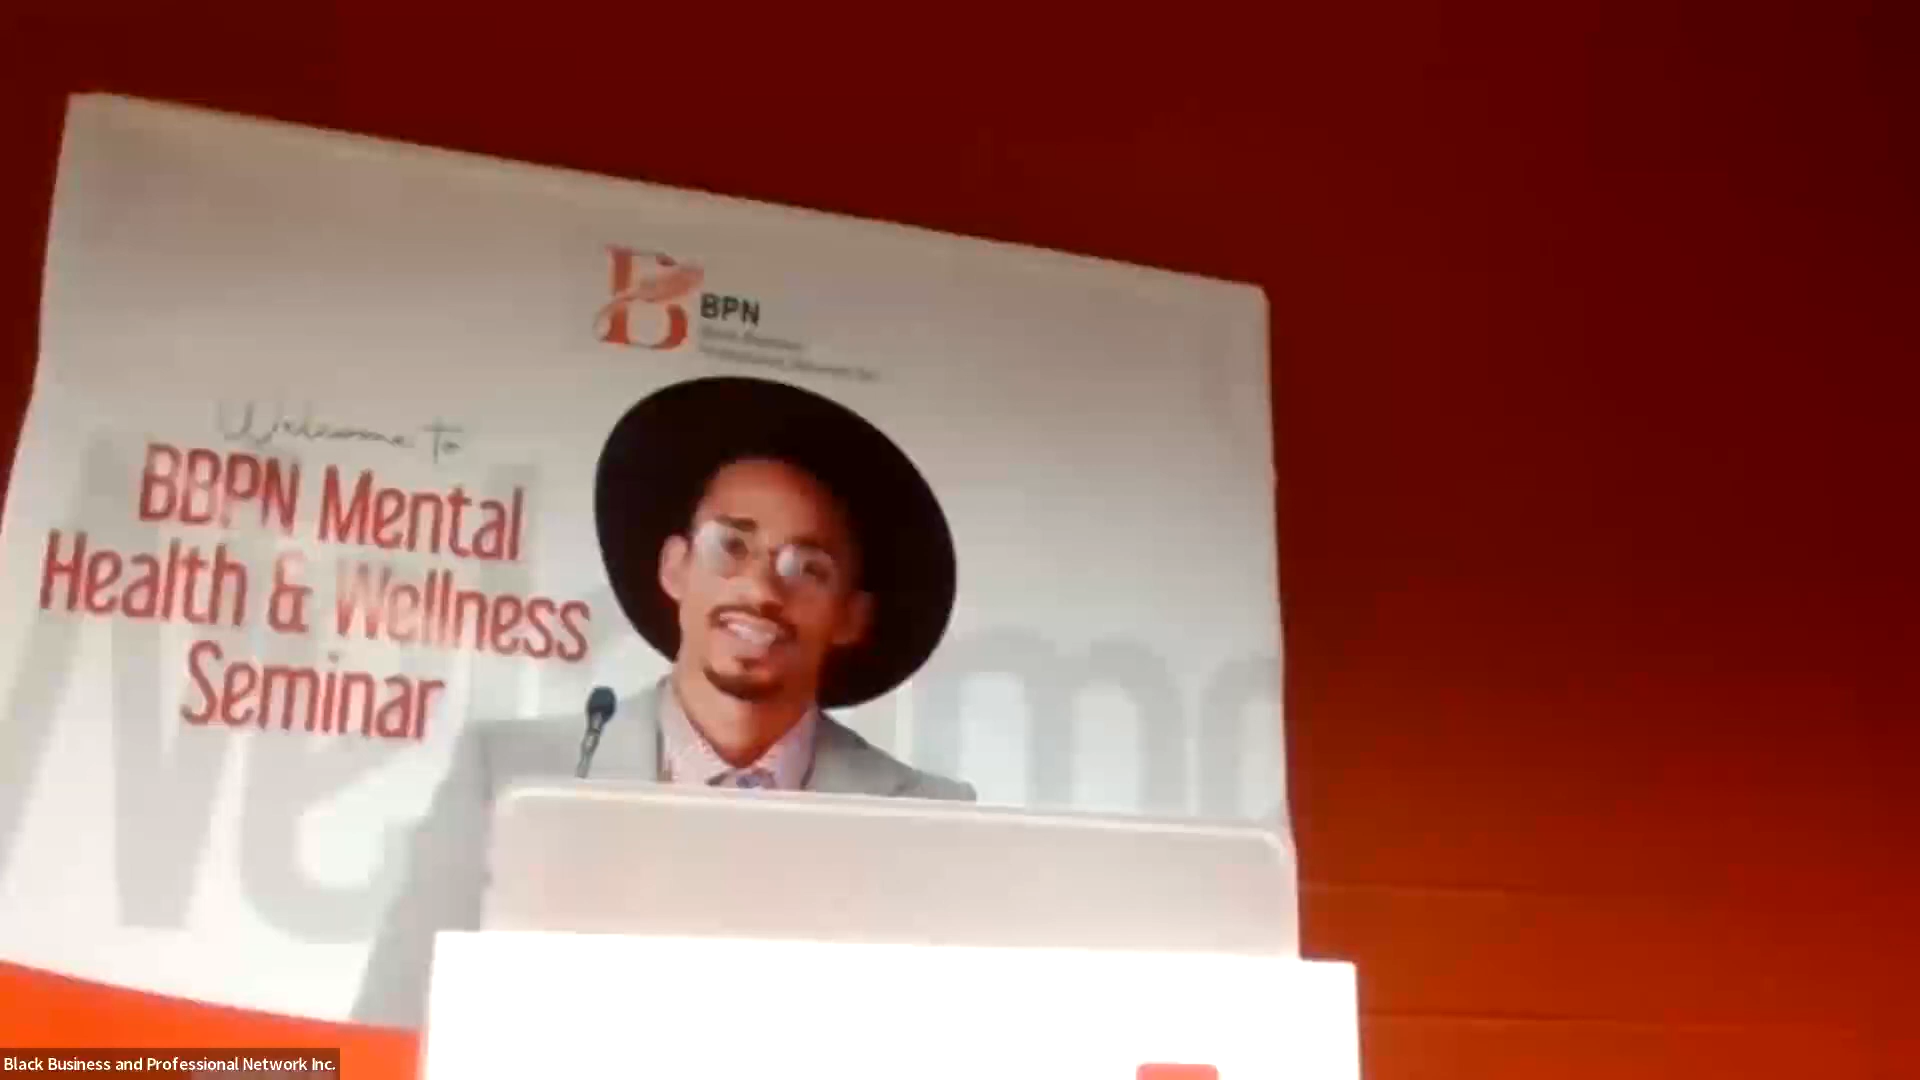 BPN
Welcome to
BBPN Mental
Health & Wellness
Seminar
Black Business and Professional Network Inc.